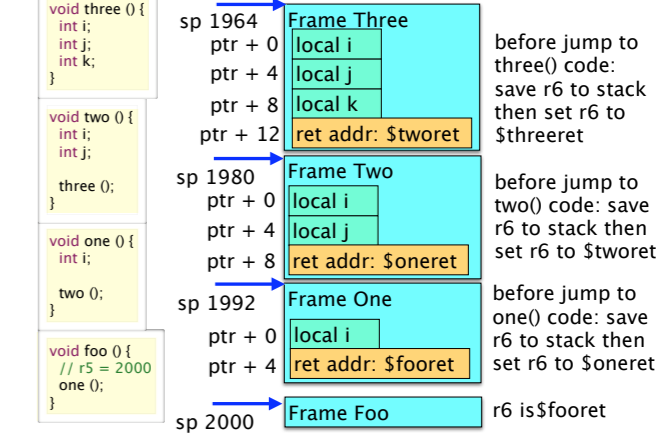 void three () {
int i;
int j;
int k;
}
void two () {
int i;
int j;
three ();
}
void one () {
int i;
two ();
}
void foo () {
// r5 = 2000
one ();
}
sp 1964
ptr + 0
ptr + 4
ptr + 8
ptr + 12
Frame Three
local i
local j
local k
ret addr: $tworet
before jump to
three() code:
save r6 to stack
then set r6 to
$threeret
sp 1980
ptr + 0
ptr + 4
ptr + 8
Frame Two
local i
local j
ret addr: $oneret
before jump to
two() code: save
r6 to stack then
set r6 to $tworet
sp 1992
ptr + 0
ptr + 4
Frame One
local i
ret addr: $fooret
before jump to
one() code: save
r6 to stack then
set r6 to $oneret
sp 2000
Frame Foo
r6 is$fooret